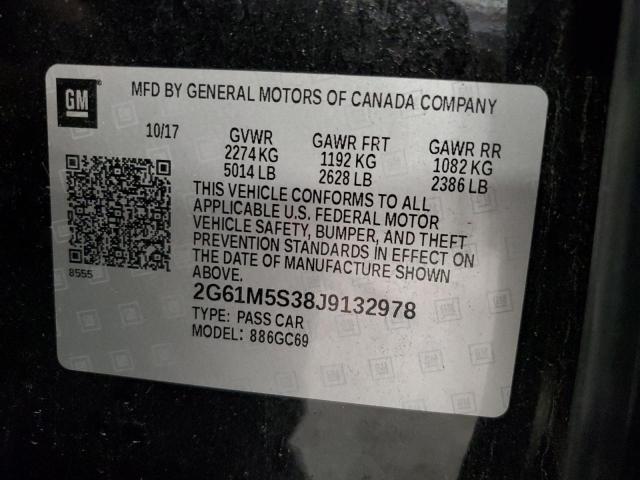 GM
MFD BY GENERAL MOTORS OF CANADA COMPANY
10/17 GVWR GAWR FRT GAWR RR
2274 KG 1192 KG 1082 KG
5014 LB 2628 LB 2386 LB
THIS VEHICLE CONFORMS TO ALL
APPLICABLE U.S. FEDERAL MOTOR
VEHICLE SAFETY, BUMPER, AND THEFT
PREVENTION STANDARDS IN EFFECT ON
THE DATE OF MANUFACTURE SHOWN
ABOVE.
8555
2G61M5S38J9132978
TYPE: PASS CAR
MODEL: 886GC69